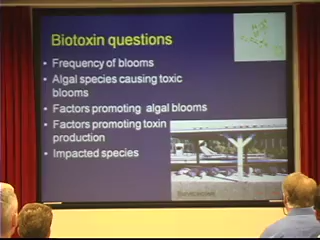 Biotoxin questions
• Frequency of blooms
• Algal species causing toxic
blooms
• Factors promoting algal blooms
• Factors promoting toxin
production
• Impacted species